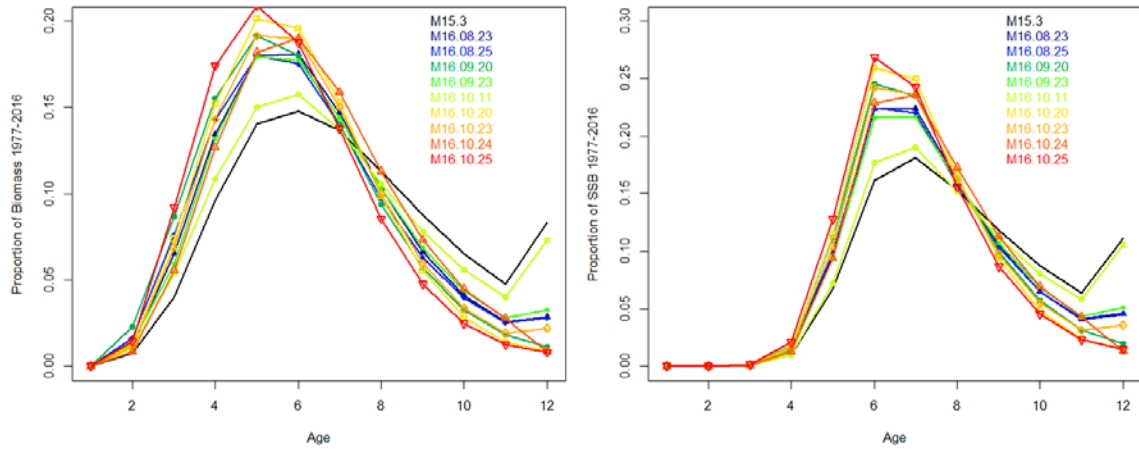 Proportion of Biomass 1977-2016
0.20
0.15
0.10
0.05
0.00
M15.3
M16.08.23
M16.08.25
M16.09.20
M16.09.23
M16.10.11
M16.10.20
M16.10.23
M16.10.24
M16.10.25
2 4 6 8 10 12
Age
Proportion of SSB 1977-2016
0.30
0.25
0.20
0.15
0.10
0.05
0.00
M15.3
M16.08.23
M16.08.25
M16.09.20
M16.09.23
M16.10.11
M16.10.20
M16.10.23
M16.10.24
M16.10.25
2 4 6 8 10 12
Age